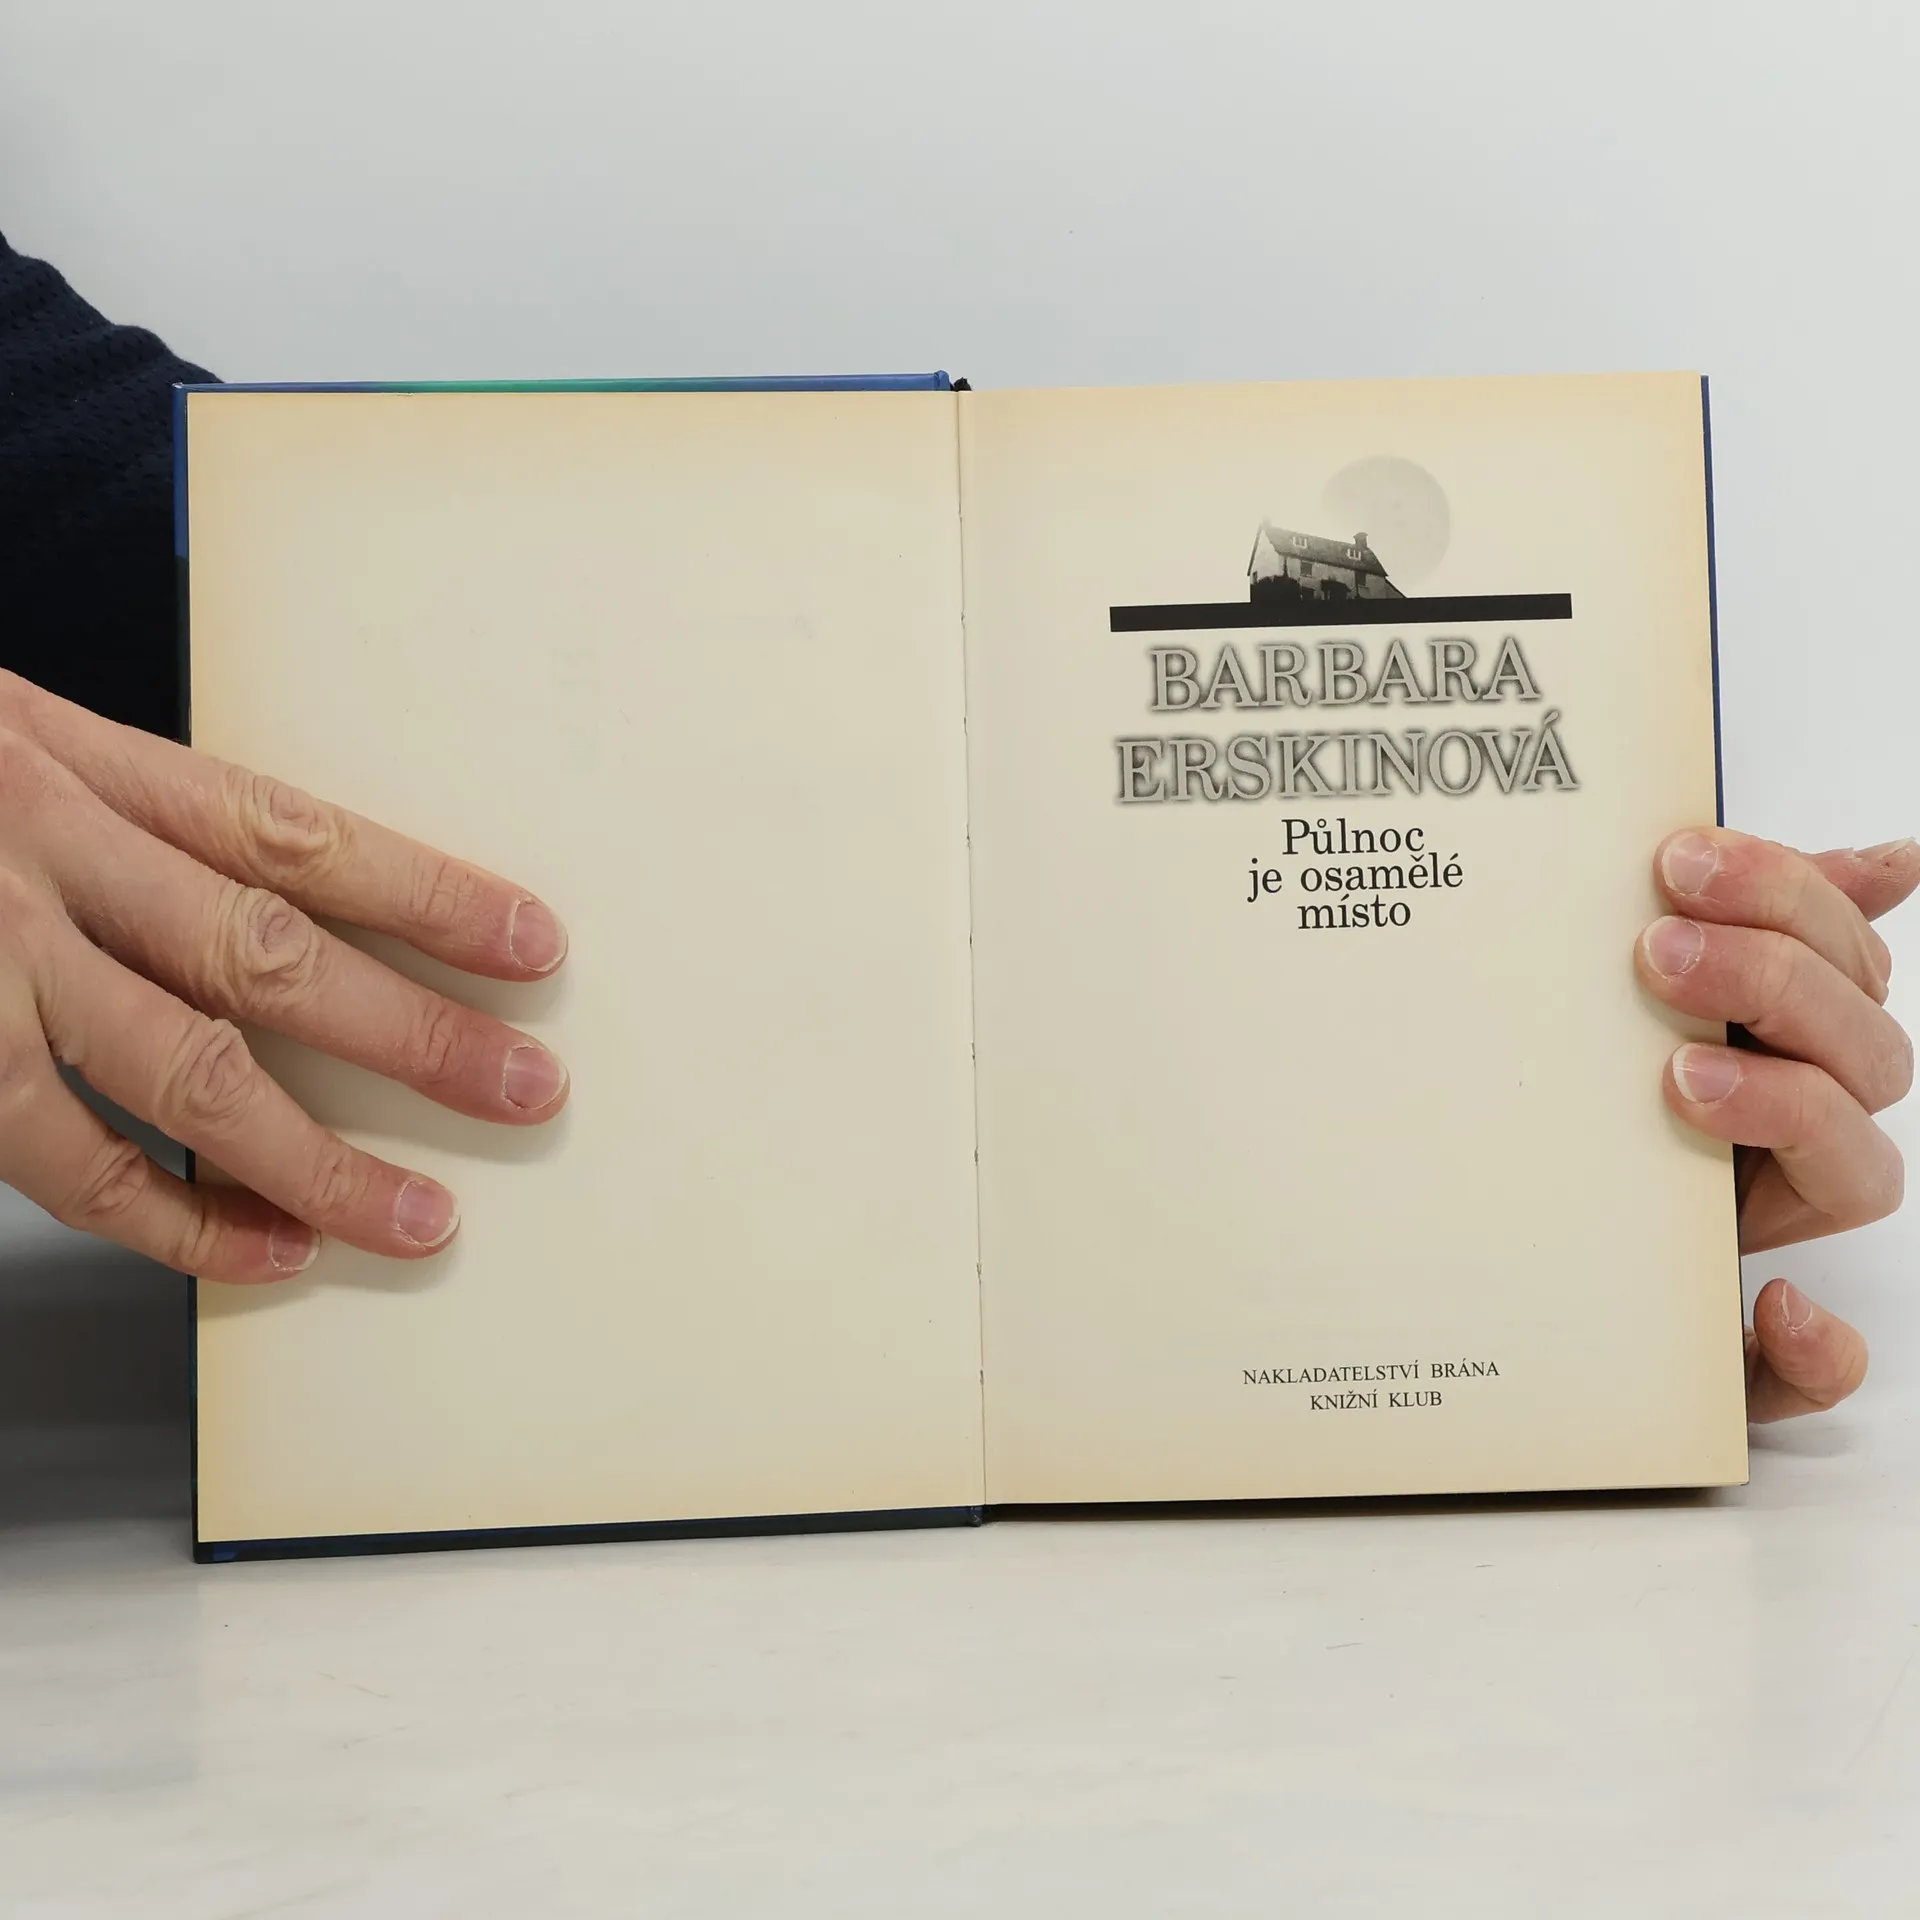 BARBARA
ERSKINOVÁ
Půlnoc
je osamělé
místo
NAKLADATELSTVÍ BRÁNA
KNIŽNÍ KLUB